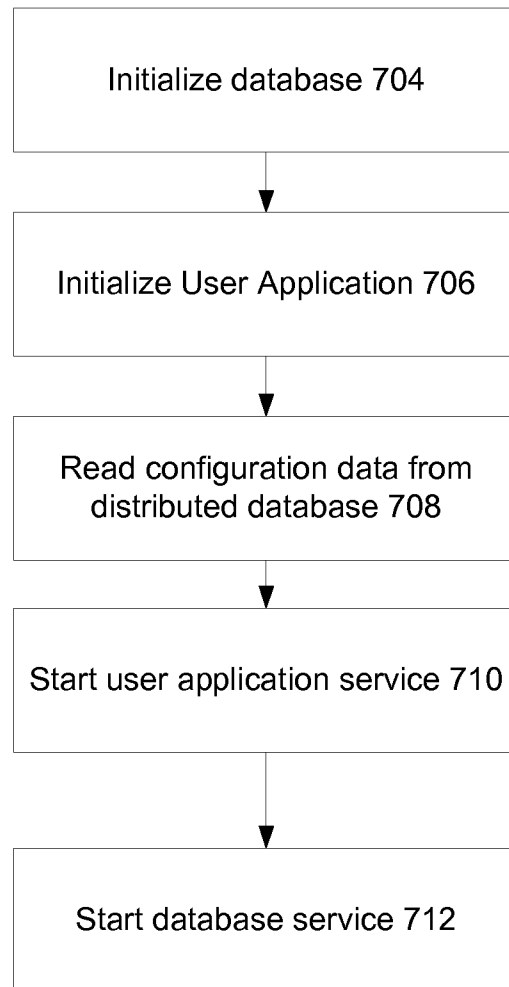 Initialize database 704
Initialize User Application 706
Read configuration data from
distributed database 708
Start user application service 710
Start database service 712